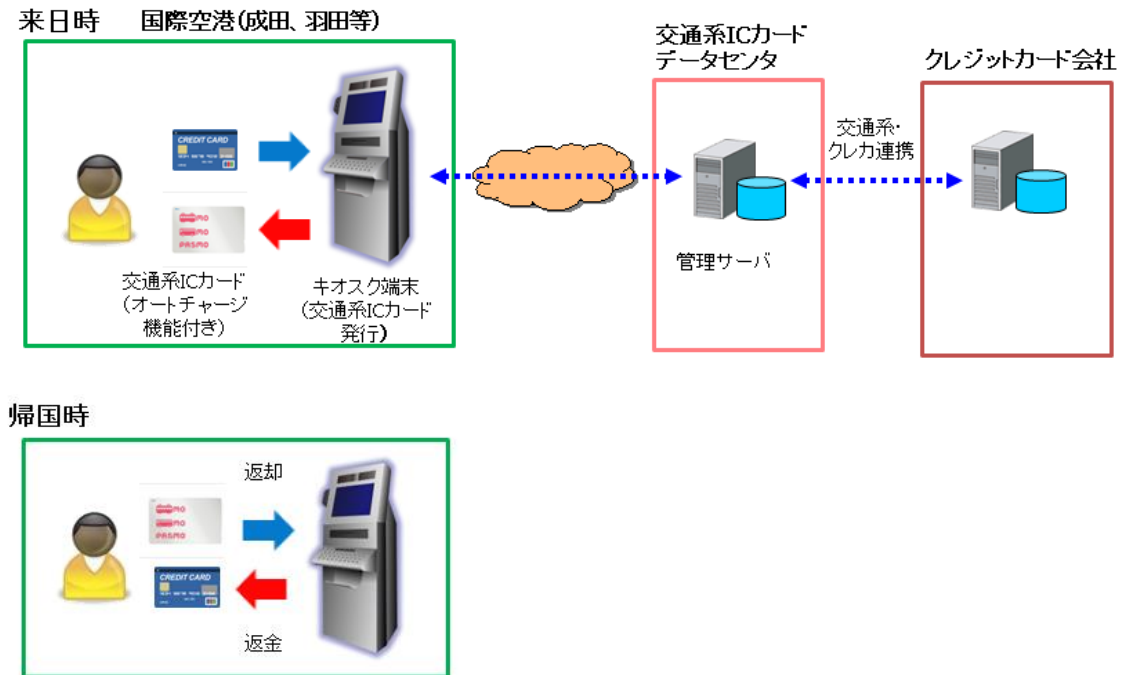 来日時 国際空港(成田、羽田等)
交通系ICカード
データセンタ
クレジットカード会社
CREDIT CARD
PASMO
交通系・
クレカ連携
管理サーバ
交通系ICカード
(オートチャージ
機能付き)
キオスク端末
(交通系ICカード
発行)
帰国時
返却
PASMO
CREDIT CARD
返金